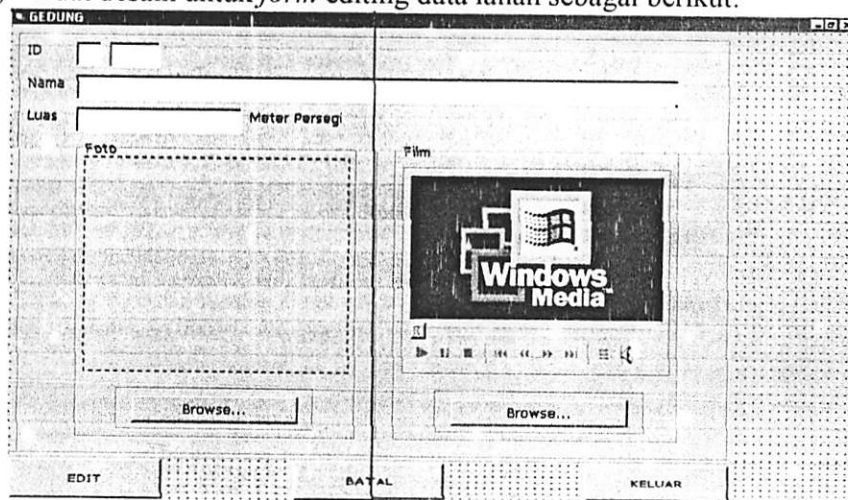 desain untuk form editing data lahan sebagai berikut:
GEDUNG
ID
Nama
Luas Meter Persegi
Foto Film
Windows
Media
Browse... Browse...
EDIT BATAL KELUAR